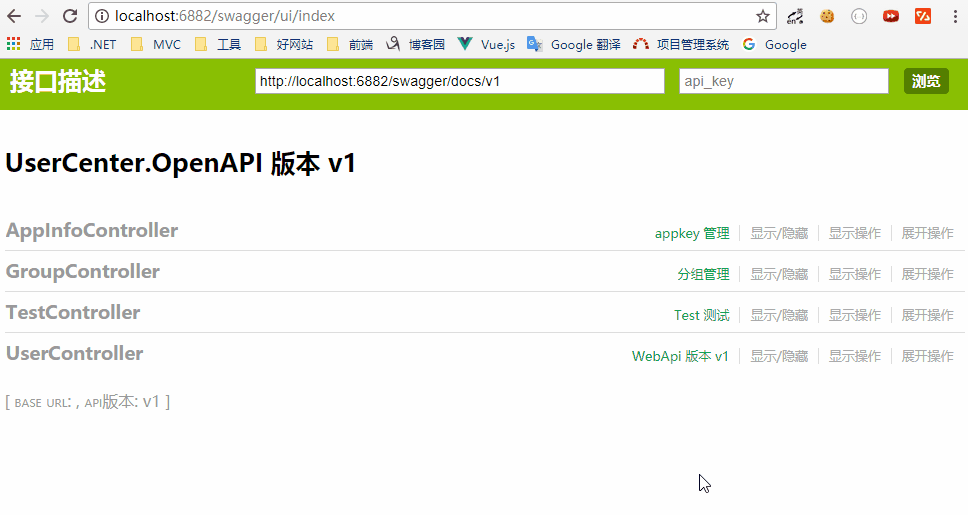 localhost:6882/swagger/ui/index
应用 .NET MVC 工具 好网站 前端 博客园 Vue.js Google 翻译 项目管理系统 Google
接口描述 http://localhost:6882/swagger/docs/v1 api_key 浏览
UserCenter.OpenAPI 版本 v1
AppInfoController appkey 管理 显示/隐藏 显示操作 展开操作
GroupController 分组管理 显示/隐藏 显示操作 展开操作
TestController Test 测试 显示/隐藏 显示操作 展开操作
UserController WebApi 版本 v1 显示/隐藏 显示操作 展开操作
[ BASE URL: , API版本: v1 ]